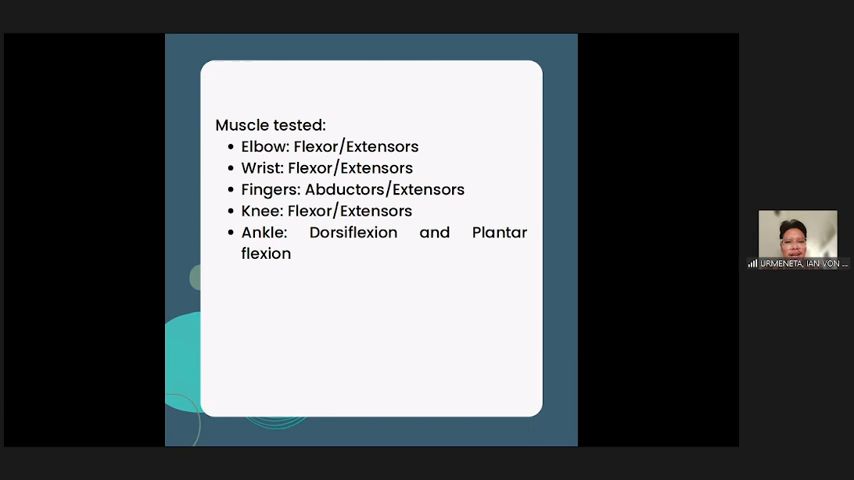 Muscle tested:
• Elbow: Flexor/Extensors
• Wrist: Flexor/Extensors
• Fingers: Abductors/Extensors
• Knee: Flexor/Extensors
• Ankle: Dorsiflexion and Plantar
flexion
URMENETA, IAN VON ...